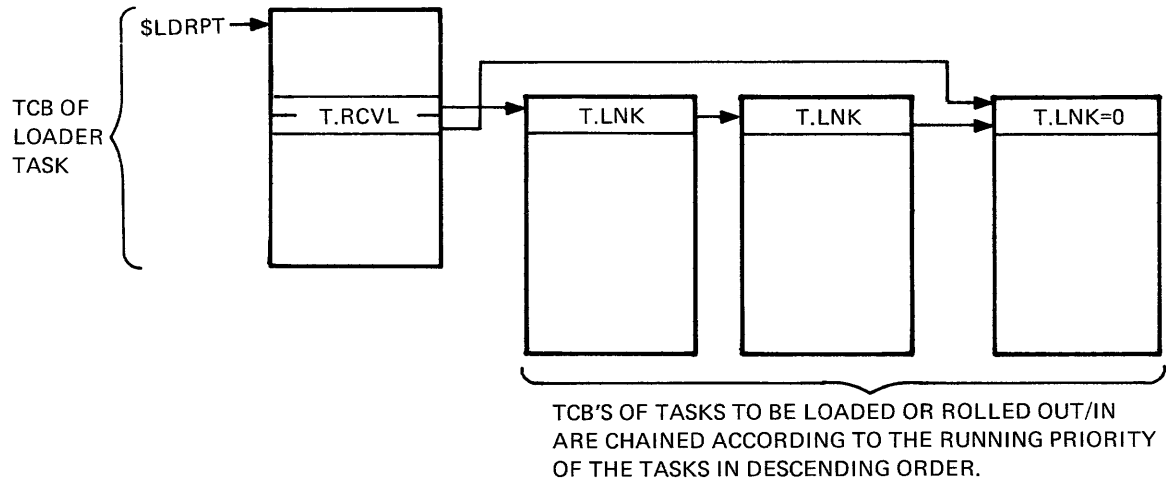 $LDRPT
TCB OF
LOADER
TASK
T.RCVL
T.LNK
T.LNK
T.LNK=0
TCB'S OF TASKS TO BE LOADED OR ROLLED OUT/IN
ARE CHAINED ACCORDING TO THE RUNNING PRIORITY
OF THE TASKS IN DESCENDING ORDER.